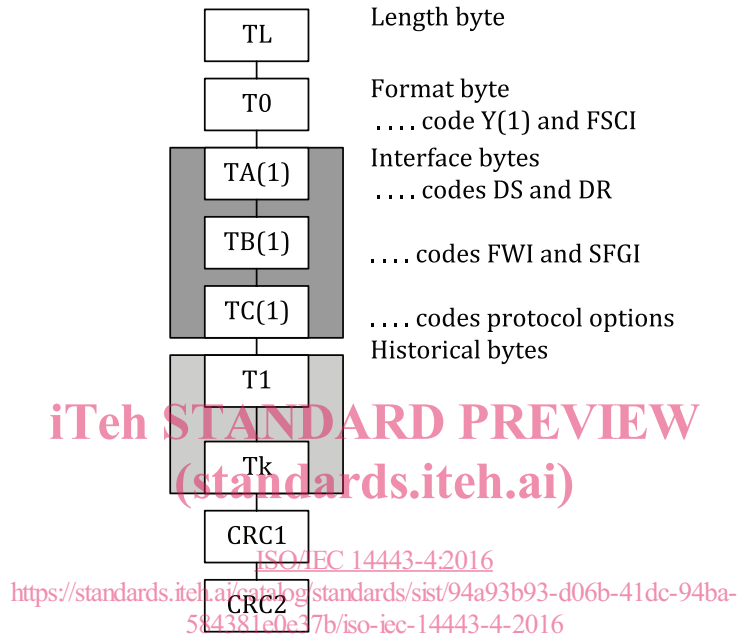 TL Length byte
T0 Format byte
. . . . code Y(1) and FSCI
TA(1) Interface bytes
. . . . codes DS and DR
TB(1) . . . . codes FWI and SFGI
TC(1) . . . . codes protocol options
Historical bytes
T1
iTeh STANDARD PREVIEW
Tk
(standards.iteh.ai)
CRC1
ISO/IEC 14443-4:2016
https://standards.iteh.ai/catalog/standards/sist/94a93b93-d06b-41dc-94ba-
CRC2
584381e0e37b/iso-iec-14443-4-2016